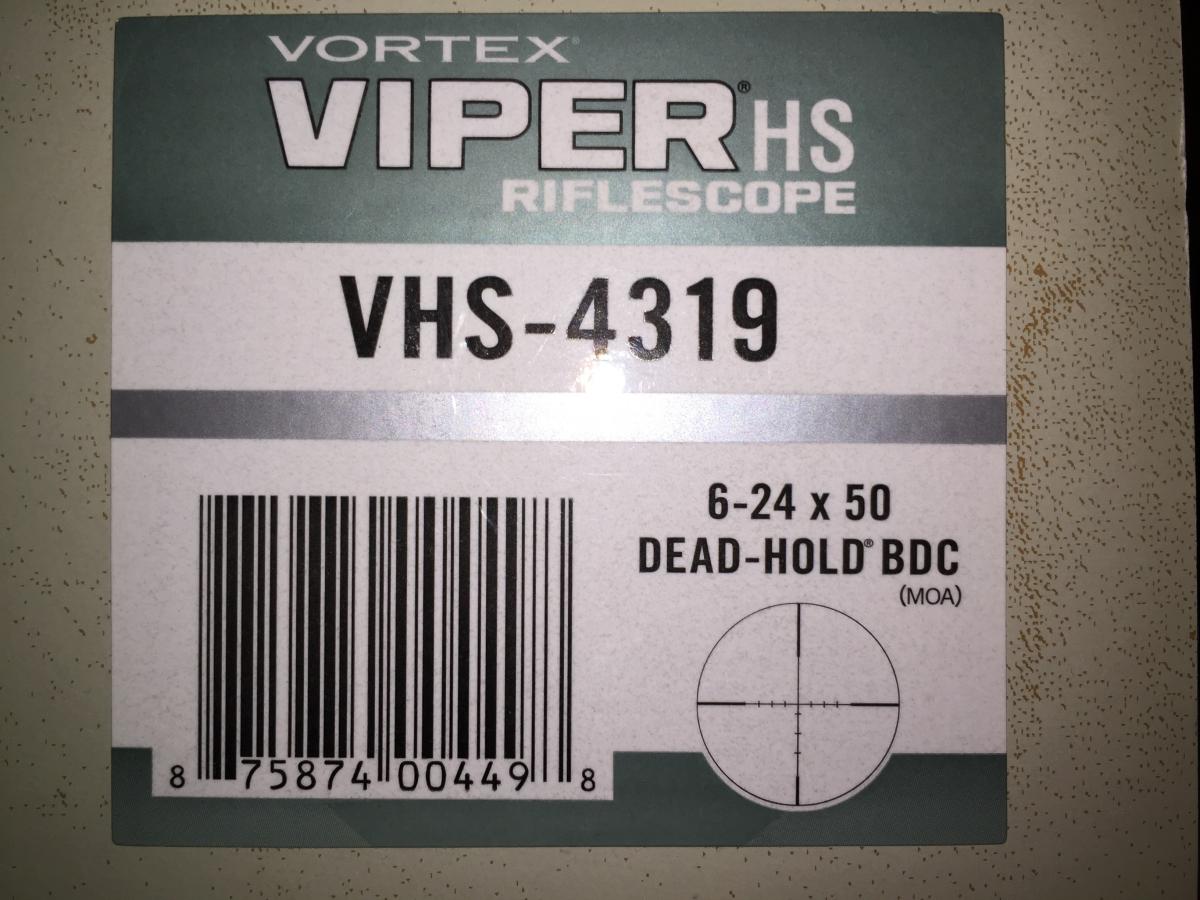 VORTEX®
VIPER® HS
RIFLESCOPE
VHS-4319
6-24 x 50
DEAD-HOLD® BDC
(MOA)
8 75874 00449 8